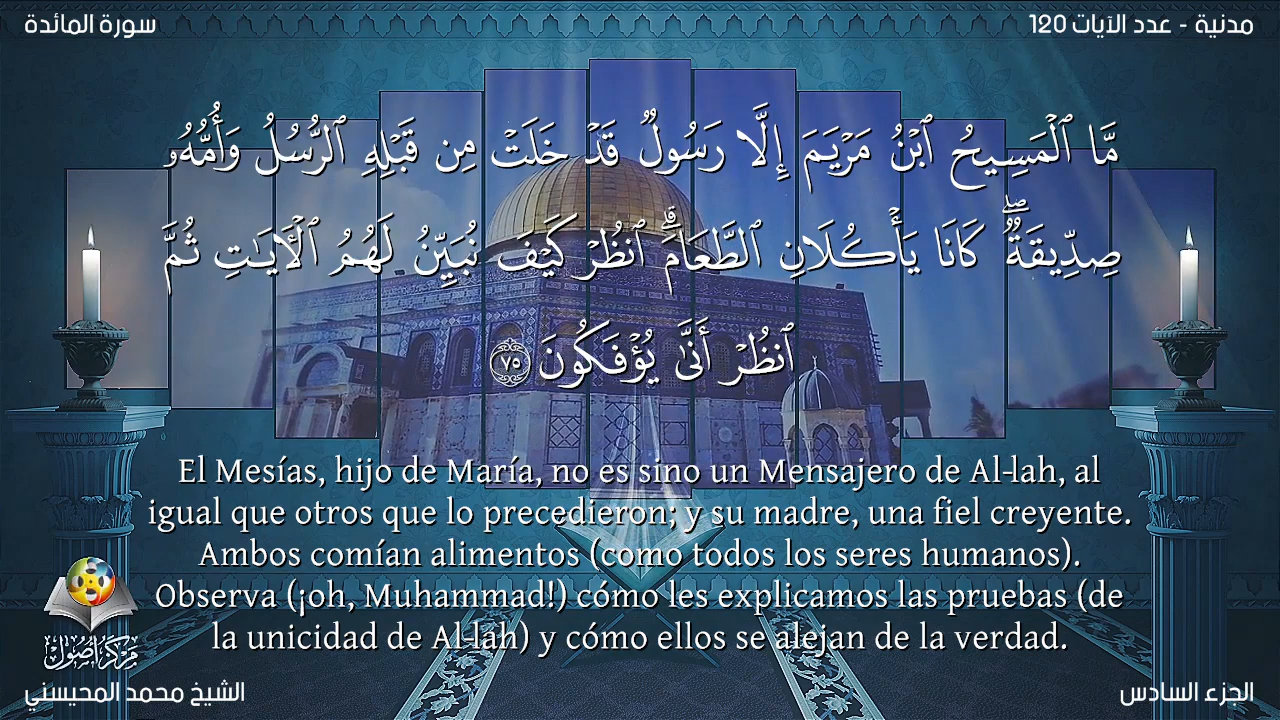 سورة المائدة
مدنية - عدد الآيات 120
مَّا ٱلْمَسِيحُ ٱبْنُ مَرْيَمَ إِلَّا رَسُولٌ قَدْ خَلَتْ مِن قَبْلِهِ ٱلرُّسُلُ وَأُمُّهُۥ
صِدِّيقَةٌ ۖ كَانَا يَأْكُلَانِ ٱلطَّعَامَ ۗ ٱنظُرْ كَيْفَ نُبَيِّنُ لَهُمُ ٱلْـَٔايَـٰتِ ثُمَّ
ٱنظُرْ أَنَّىٰ يُؤْفَكُونَ ٧٥
El Mesías, hijo de María, no es sino un Mensajero de Al-lah, al
igual que otros que lo precedieron; y su madre, una fiel creyente.
Ambos comían alimentos (como todos los seres humanos).
Observa (¡oh, Muhammad!) cómo les explicamos las pruebas (de
la unicidad de Al-lah) y cómo ellos se alejan de la verdad.
مركز أصول
الشيخ محمد المحيسني
الجزء السادس